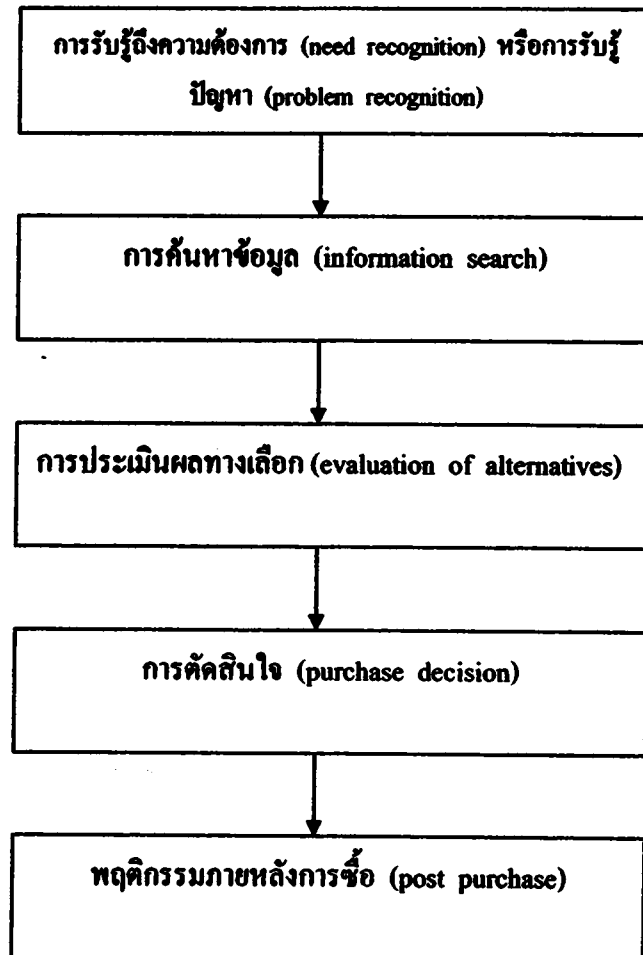 การรับรู้ถึงความต้องการ (need recognition) หรือการรับรู้
ปัญหา (problem recognition)
การค้นหาข้อมูล (information search)
การประเมินผลทางเลือก (evaluation of alternatives)
การตัดสินใจ (purchase decision)
พฤติกรรมภายหลังการซื้อ (post purchase)